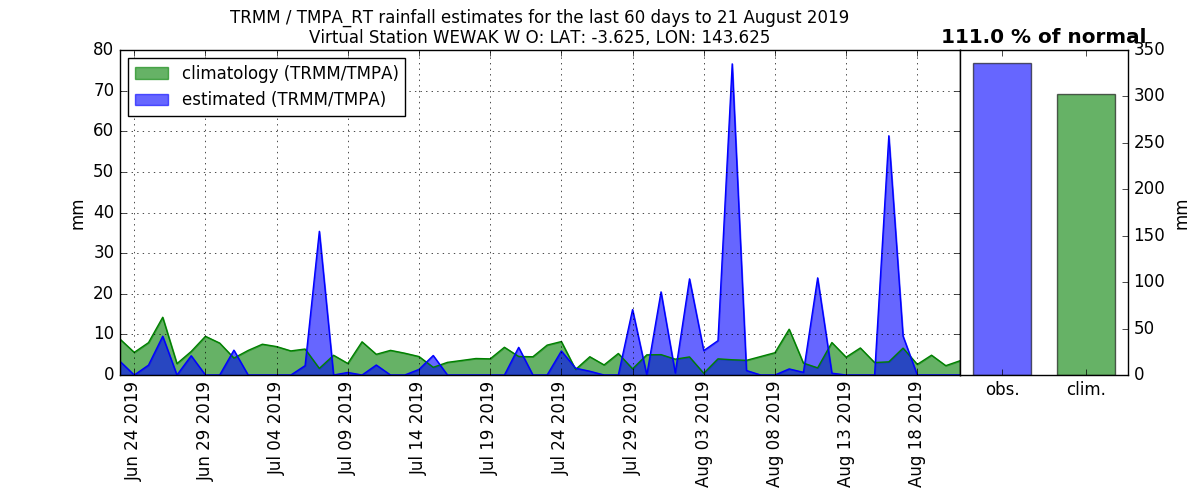 TRMM / TMPA_RT rainfall estimates for the last 60 days to 21 August 2019
Virtual Station WEWAK W O: LAT: -3.625, LON: 143.625
111.0 % of normal
climatology (TRMM/TMPA)
estimated (TRMM/TMPA)
80
70
60
50
40
30
20
10
0
mm
350
300
250
200
150
100
50
0
mm
Jun 24 2019
Jun 29 2019
Jul 04 2019
Jul 09 2019
Jul 14 2019
Jul 19 2019
Jul 24 2019
Jul 29 2019
Aug 03 2019
Aug 08 2019
Aug 13 2019
Aug 18 2019
obs.
clim.